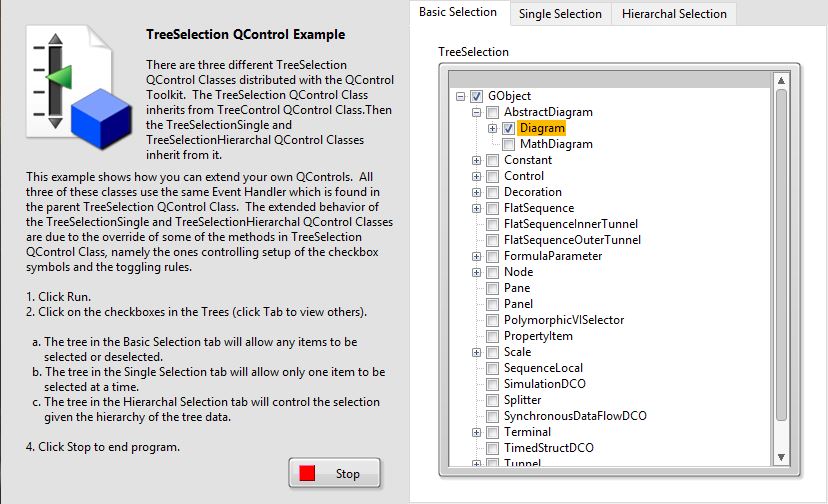 TreeSelection QControl Example
There are three different TreeSelection
QControl Classes distributed with the QControl
Toolkit. The TreeSelection QControl Class
inherits from TreeControl QControl Class.Then
the TreeSelectionSingle and
TreeSelectionHierarchal QControl Classes
inherit from it.
This example shows how you can extend your own QControls. All
three of these classes use the same Event Handler which is found in
the parent TreeSelection QControl Class. The extended behavior of
the TreeSelectionSingle and TreeSelectionHierarchal QControl Classes
are due to the override of some of the methods in TreeSelection
QControl Class, namely the ones controlling setup of the checkbox
symbols and the toggling rules.
1. Click Run.
2. Click on the checkboxes in the Trees (click Tab to view others).
a. The tree in the Basic Selection tab will allow any items to be
selected or deselected.
b. The tree in the Single Selection tab will allow only one item to be
selected at a time.
c. The tree in the Hierarchal Selection tab will control the selection
given the hierarchy of the tree data.
4. Click Stop to end program.
Stop
Basic Selection
Single Selection
Hierarchal Selection
TreeSelection
GObject
AbstractDiagram
Diagram
MathDiagram
Constant
Control
Decoration
FlatSequence
FlatSequenceInnerTunnel
FlatSequenceOuterTunnel
FormulaParameter
Node
Pane
Panel
PolymorphicVISelector
PropertyItem
Scale
SequenceLocal
SimulationDCO
Splitter
SynchronousDataFlowDCO
Terminal
TimedStructDCO
Tunnel